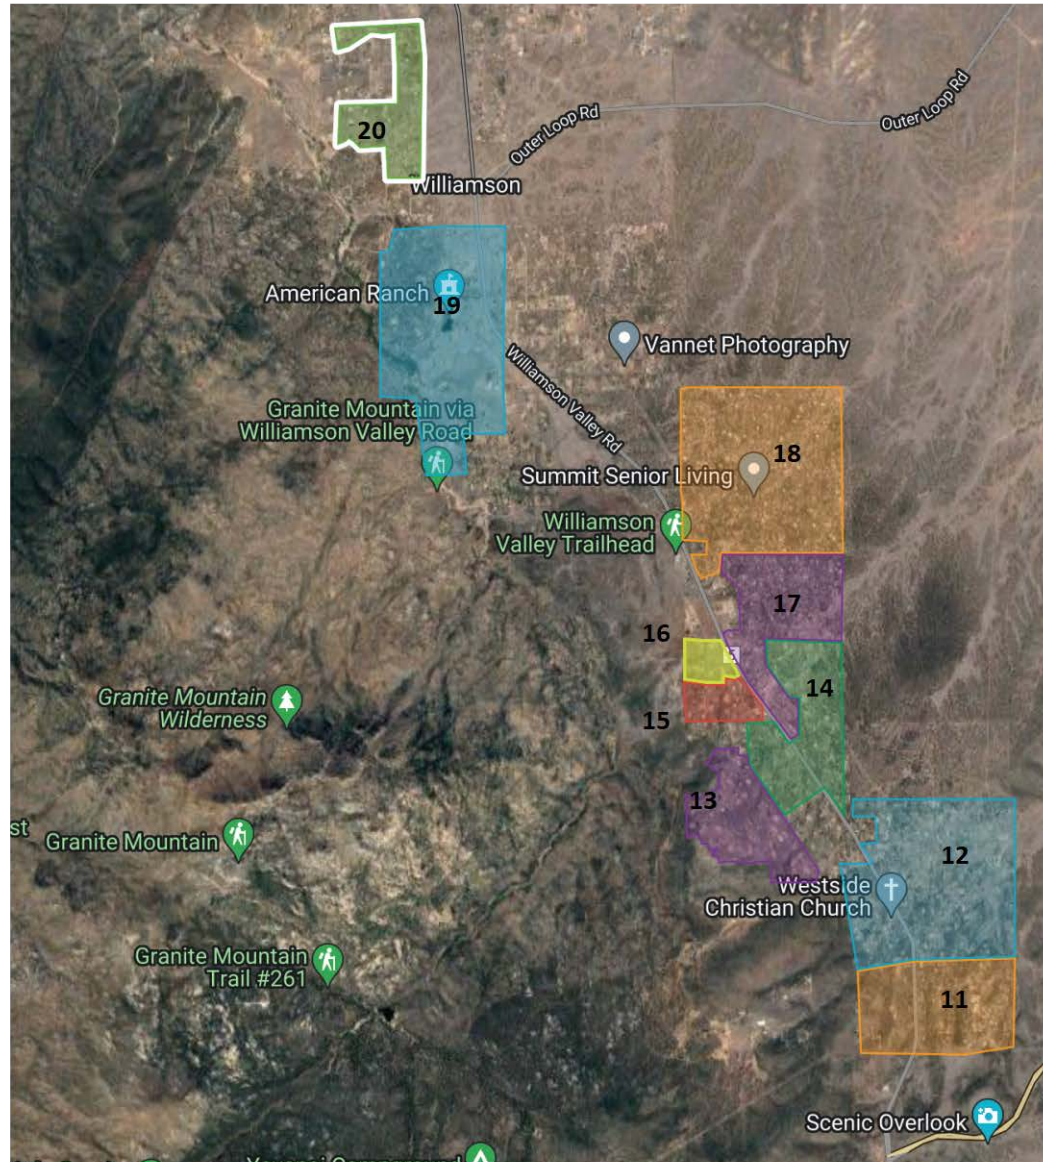 20
Williamson
Outer Loop Rd
Outer Loop Rd
American Ranch
19
Williamson Valley Rd
Vannet Photography
Granite Mountain via
Williamson Valley Road
18
Summit Senior Living
Williamson
Valley Trailhead
17
16
5
Granite Mountain
Wilderness
14
15
13
st
Granite Mountain
12
Westside
Christian Church
Granite Mountain
Trail #261
11
Scenic Overlook